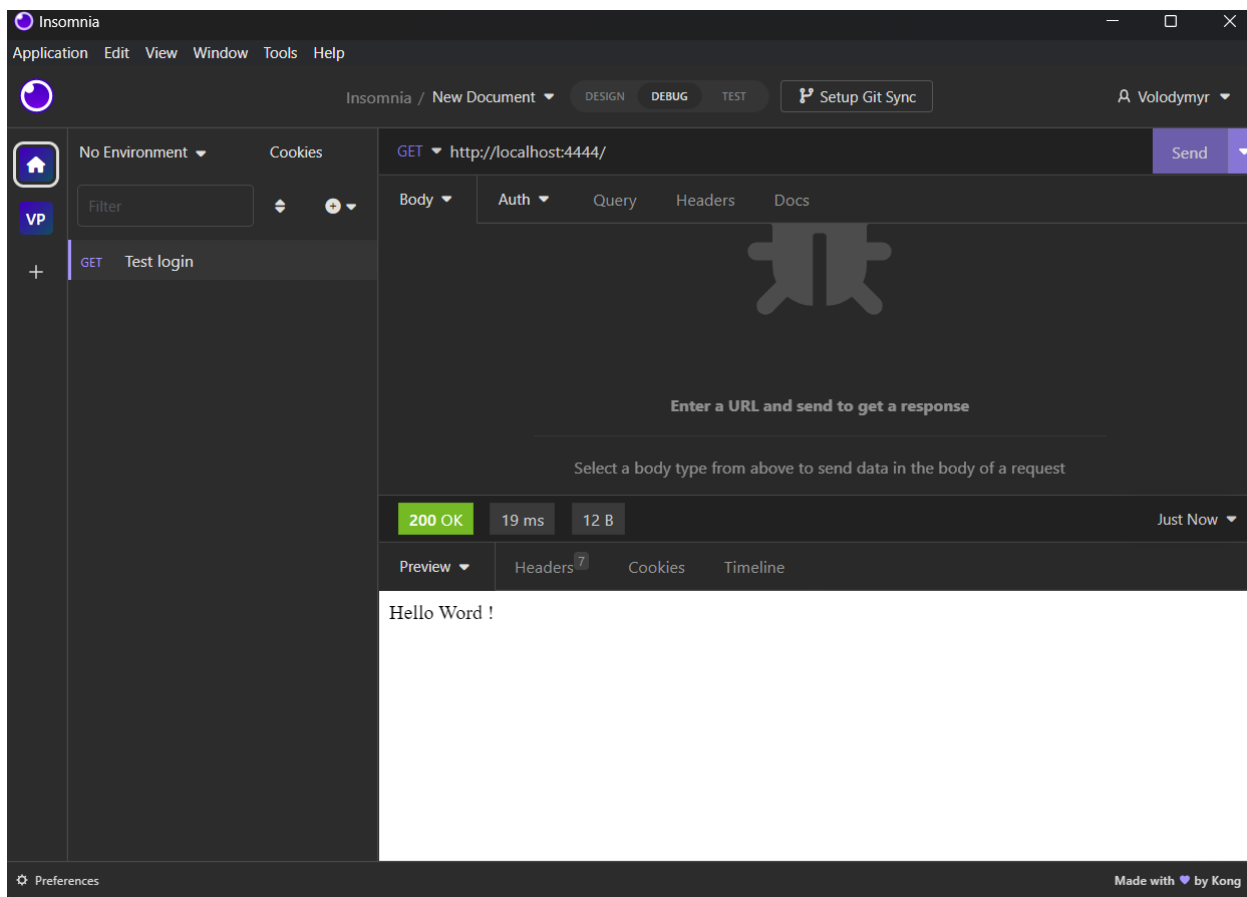 Insomnia
Application Edit View Window Tools Help
Insomnia / New Document DESIGN DEBUG TEST Setup Git Sync Volodymyr
No Environment Cookies GET http://localhost:4444/ Send
Filter
Body Auth Query Headers Docs
VP
GET Test login
Enter a URL and send to get a response
Select a body type from above to send data in the body of a request
200 OK 19 ms 12 B Just Now
Preview Headers 7 Cookies Timeline
Hello Word !
Preferences Made with 💜 by Kong